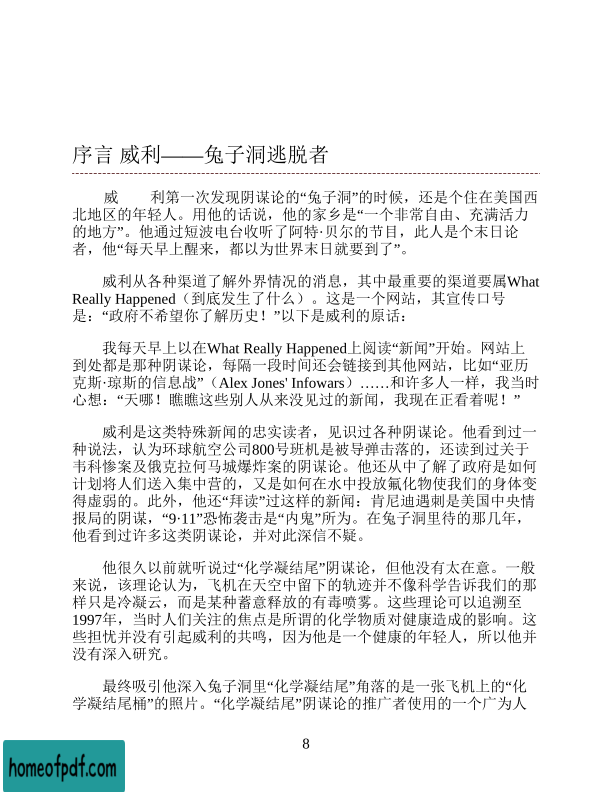 序言 威利——兔子洞逃脱者
威 利第一次发现阴谋论的“兔子洞”的时候，还是个住在美国西
北地区的年轻人。用他的话说，他的家乡是“一个非常自由、充满活力
的地方”。他通过短波电台收听了阿特·贝尔的节目，此人是个末日论
者，他“每天早上醒来，都以为世界末日就要到了”。
威利从各种渠道了解外界情况的消息，其中最重要的渠道要属What
Really Happened（到底发生了什么）。这是一个网站，其宣传口号
是：“政府不希望你了解历史！”以下是威利的原话：
我每天早上以在What Really Happened上阅读“新闻”开始。网站上
到处都是那种阴谋论，每隔一段时间还会链接到其他网站，比如“亚历
克斯·琼斯的信息战”（Alex Jones' Infowars）……和许多人一样，我当时
心想：“天哪！瞧瞧这些别人从来没见过的新闻，我现在正看着呢！”
威利是这类特殊新闻的忠实读者，见识过各种阴谋论。他看到过一
种说法，认为环球航空公司800号班机是被导弹击落的，还读到过关于
韦科惨案及俄克拉何马城爆炸案的阴谋论。他还从中了解了政府是如何
计划将人们送入集中营的，又是如何在水中投放氟化物使我们的身体变
得虚弱的。此外，他还“拜读”过这样的新闻：肯尼迪遇刺是美国中央情
报局的阴谋，“9·11”恐怖袭击是“内鬼”所为。在兔子洞里待的那几年，
他看到过许多这类阴谋论，并对此深信不疑。
他很久以前就听说过“化学凝结尾”阴谋论，但他没有太在意。一般
来说，该理论认为，飞机在天空中留下的轨迹并不像科学告诉我们的那
样只是冷凝云，而是某种蓄意释放的有毒喷雾。这些理论可以追溯至
1997年，当时人们关注的焦点是所谓的化学物质对健康造成的影响。这
些担忧并没有引起威利的共鸣，因为他是一个健康的年轻人，所以他并
没有深入研究。
最终吸引他深入兔子洞里“化学凝结尾”角落的是一张飞机上的“化
学凝结尾桶”的照片。“化学凝结尾”阴谋论的推广者使用的一个广为人
8
homeofpdf.com